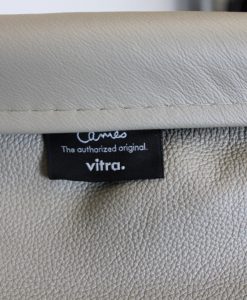 Eames
The authorized original.
vitra.